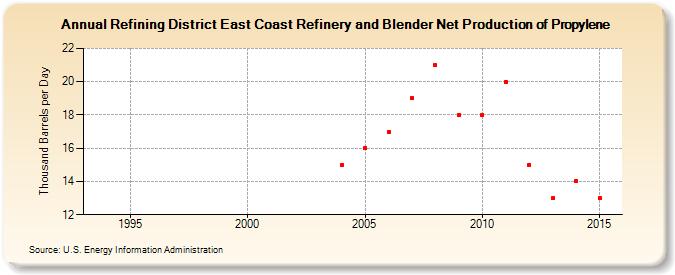 Annual Refining District East Coast Refinery and Blender Net Production of Propylene
Thousand Barrels per Day
22
20
18
16
14
12
1995 2000 2005 2010 2015
Source: U.S. Energy Information Administration